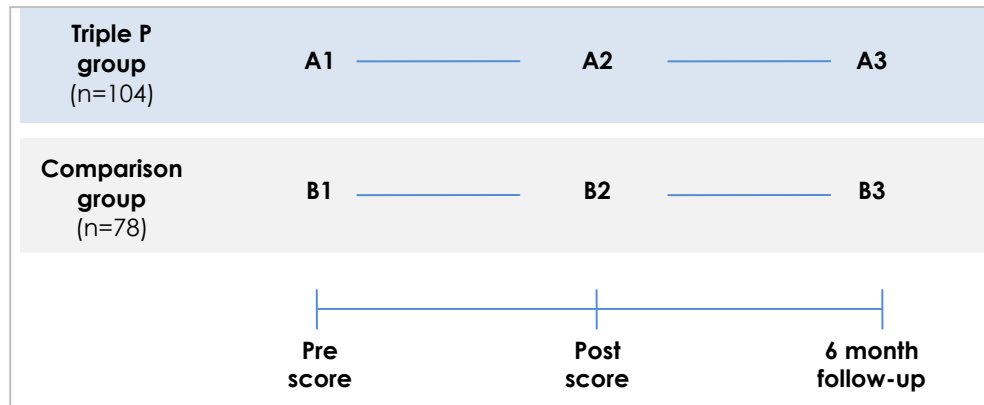 Triple P
group
(n=104)
A1 A2 A3
Comparison
group
(n=78)
B1 B2 B3
Pre
score
Post
score
6 month
follow-up